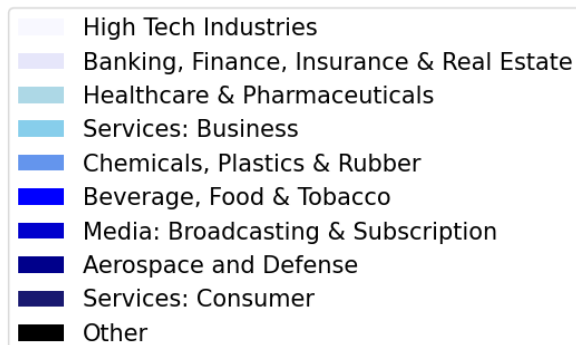 High Tech Industries
Banking, Finance, Insurance & Real Estate
Healthcare & Pharmaceuticals
Services: Business
Chemicals, Plastics & Rubber
Beverage, Food & Tobacco
Media: Broadcasting & Subscription
Aerospace and Defense
Services: Consumer
Other